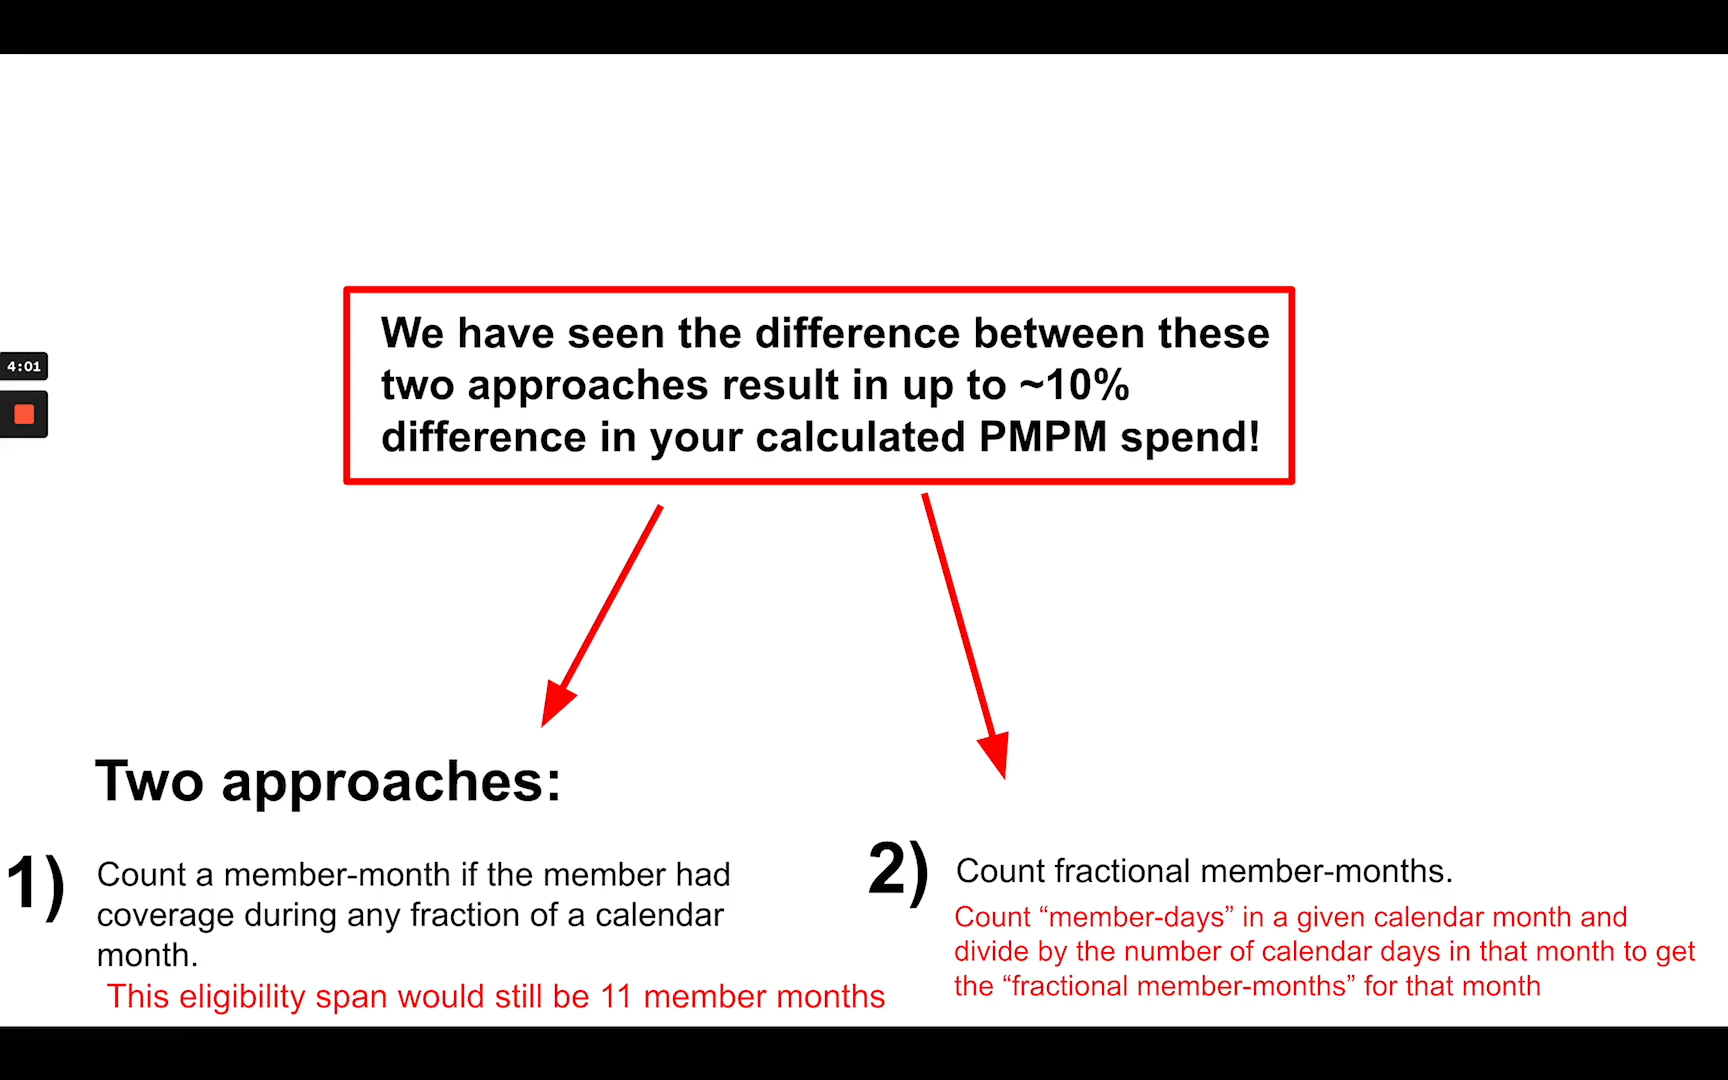 We have seen the difference between these
two approaches result in up to ~10%
difference in your calculated PMPM spend!
4:01
Two approaches:
1)
Count a member-month if the member had
coverage during any fraction of a calendar
month.
This eligibility span would still be 11 member months
2)
Count fractional member-months.
Count “member-days” in a given calendar month and
divide by the number of calendar days in that month to get
the “fractional member-months” for that month